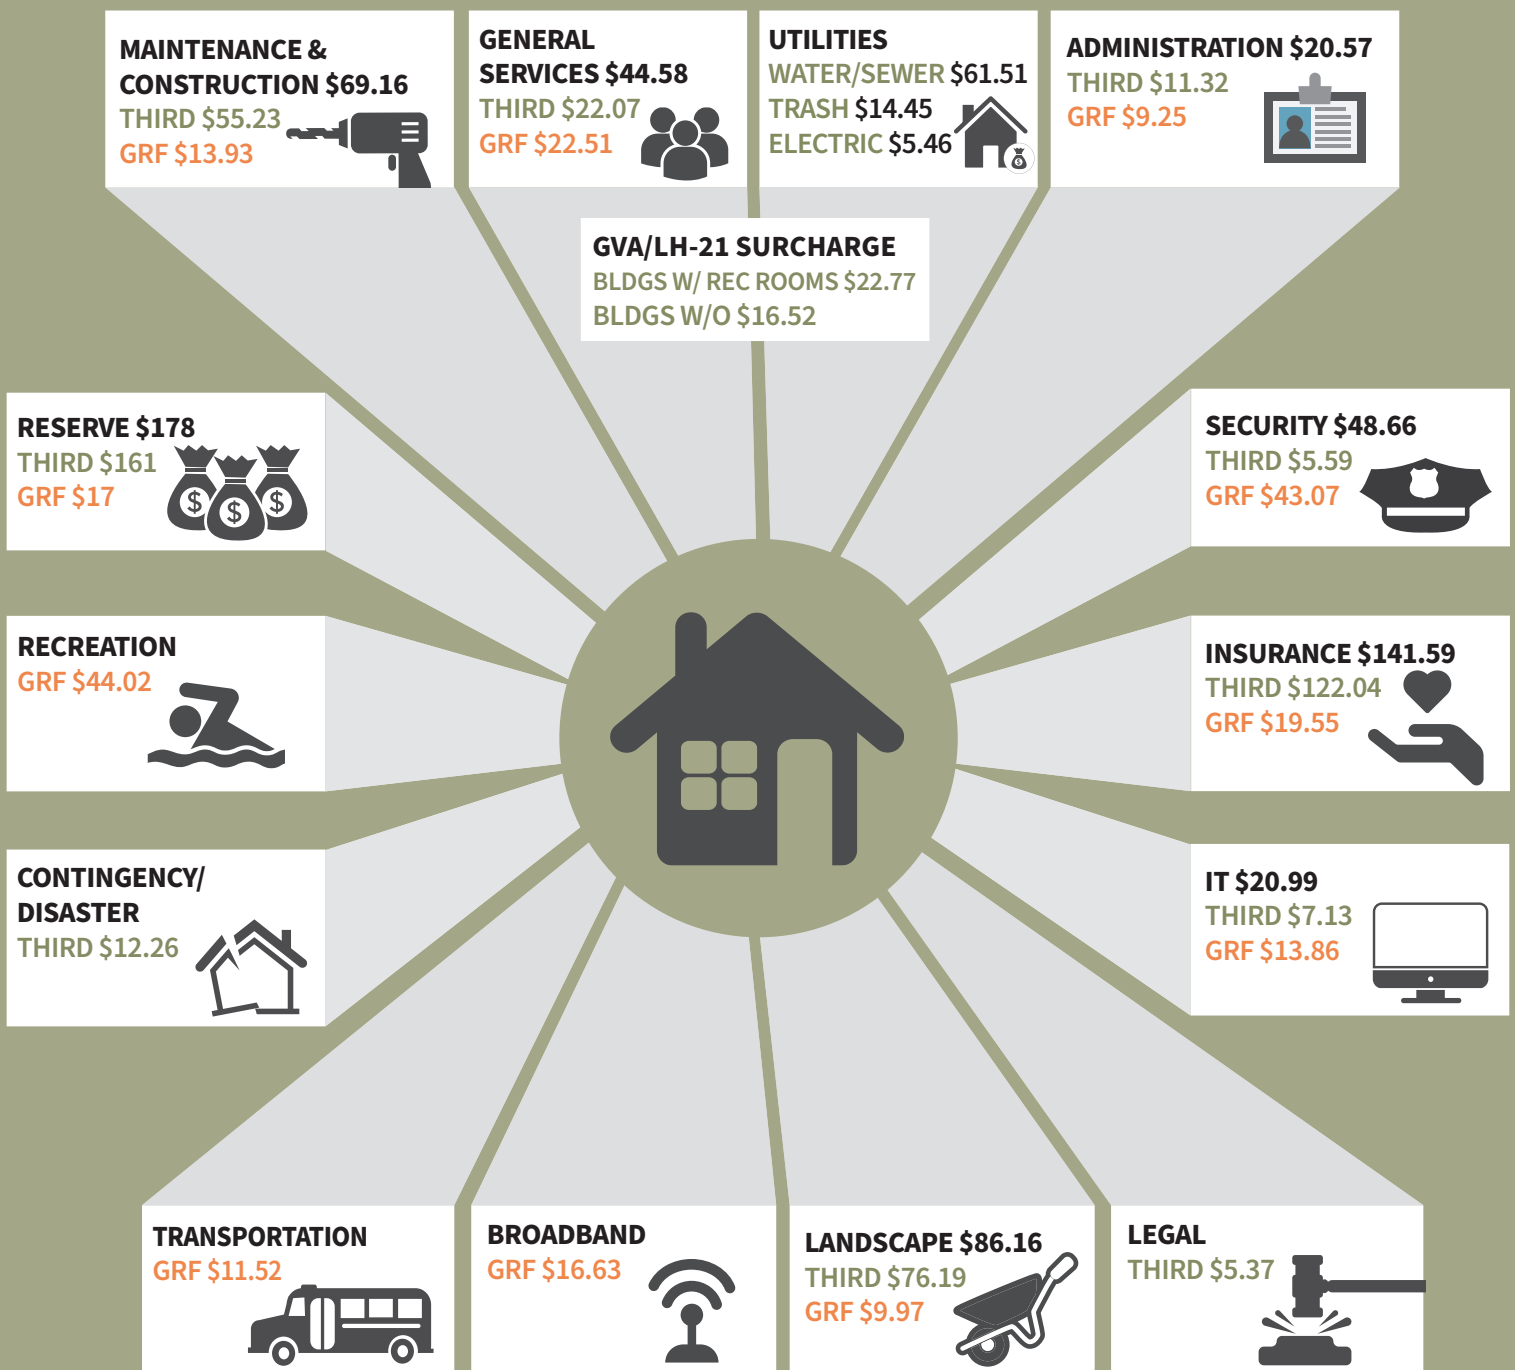 MAINTENANCE &
CONSTRUCTION $69.16
THIRD $55.23
GRF $13.93
GENERAL
SERVICES $44.58
THIRD $22.07
GRF $22.51
UTILITIES
WATER/SEWER $61.51
TRASH $14.45
ELECTRIC $5.46
$
ADMINISTRATION $20.57
THIRD $11.32
GRF $9.25
GVA/LH-21 SURCHARGE
BLDGS W/ REC ROOMS $22.77
BLDGS W/O $16.52
RESERVE $178
THIRD $161
GRF $17
$ $ $
SECURITY $48.66
THIRD $5.59
GRF $43.07
RECREATION
GRF $44.02
INSURANCE $141.59
THIRD $122.04
GRF $19.55
CONTINGENCY/
DISASTER
THIRD $12.26
IT $20.99
THIRD $7.13
GRF $13.86
TRANSPORTATION
GRF $11.52
BROADBAND
GRF $16.63
LANDSCAPE $86.16
THIRD $76.19
GRF $9.97
LEGAL
THIRD $5.37